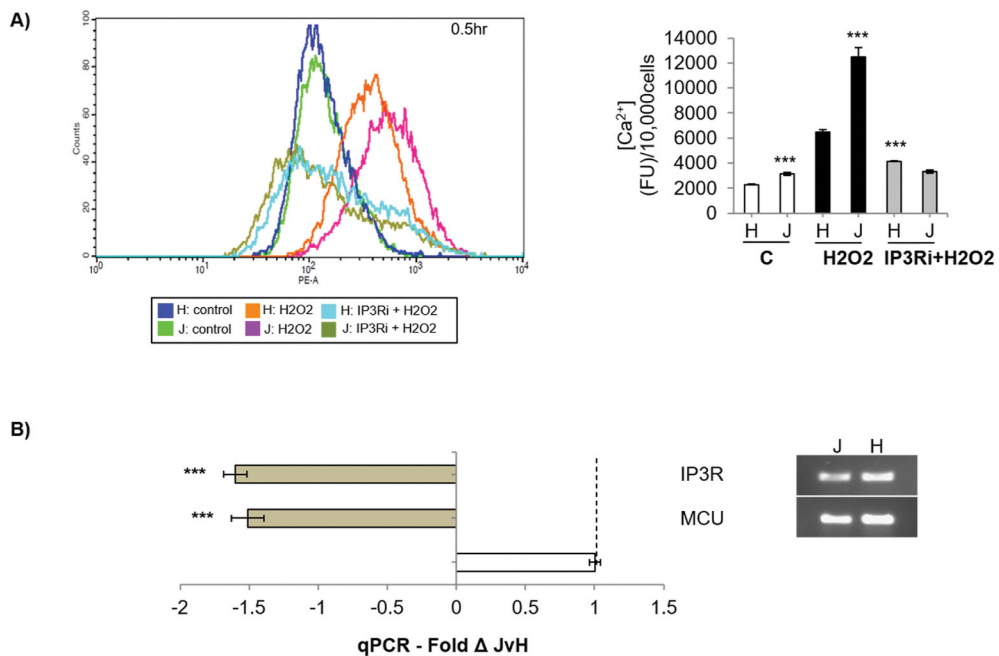 A)
0.5hr
Counts
100
80
60
40
20
0
10⁰ 10¹ 10² 10³ 10⁴
PE-A
H: control H: H2O2 H: IPR3i + H2O2
J: control J: H2O2 J: IP3Ri + H2O2
[Ca²⁺]
(FU)/10,000cells
14000
12000
10000
8000
6000
4000
2000
0
***
***
***
H J H J H J
C H2O2 IP3Ri+H2O2
B)
***
***
-2 -1.5 -1 -0.5 0 0.5 1 1.5
qPCR - Fold Δ JvH
J H
IP3R
MCU